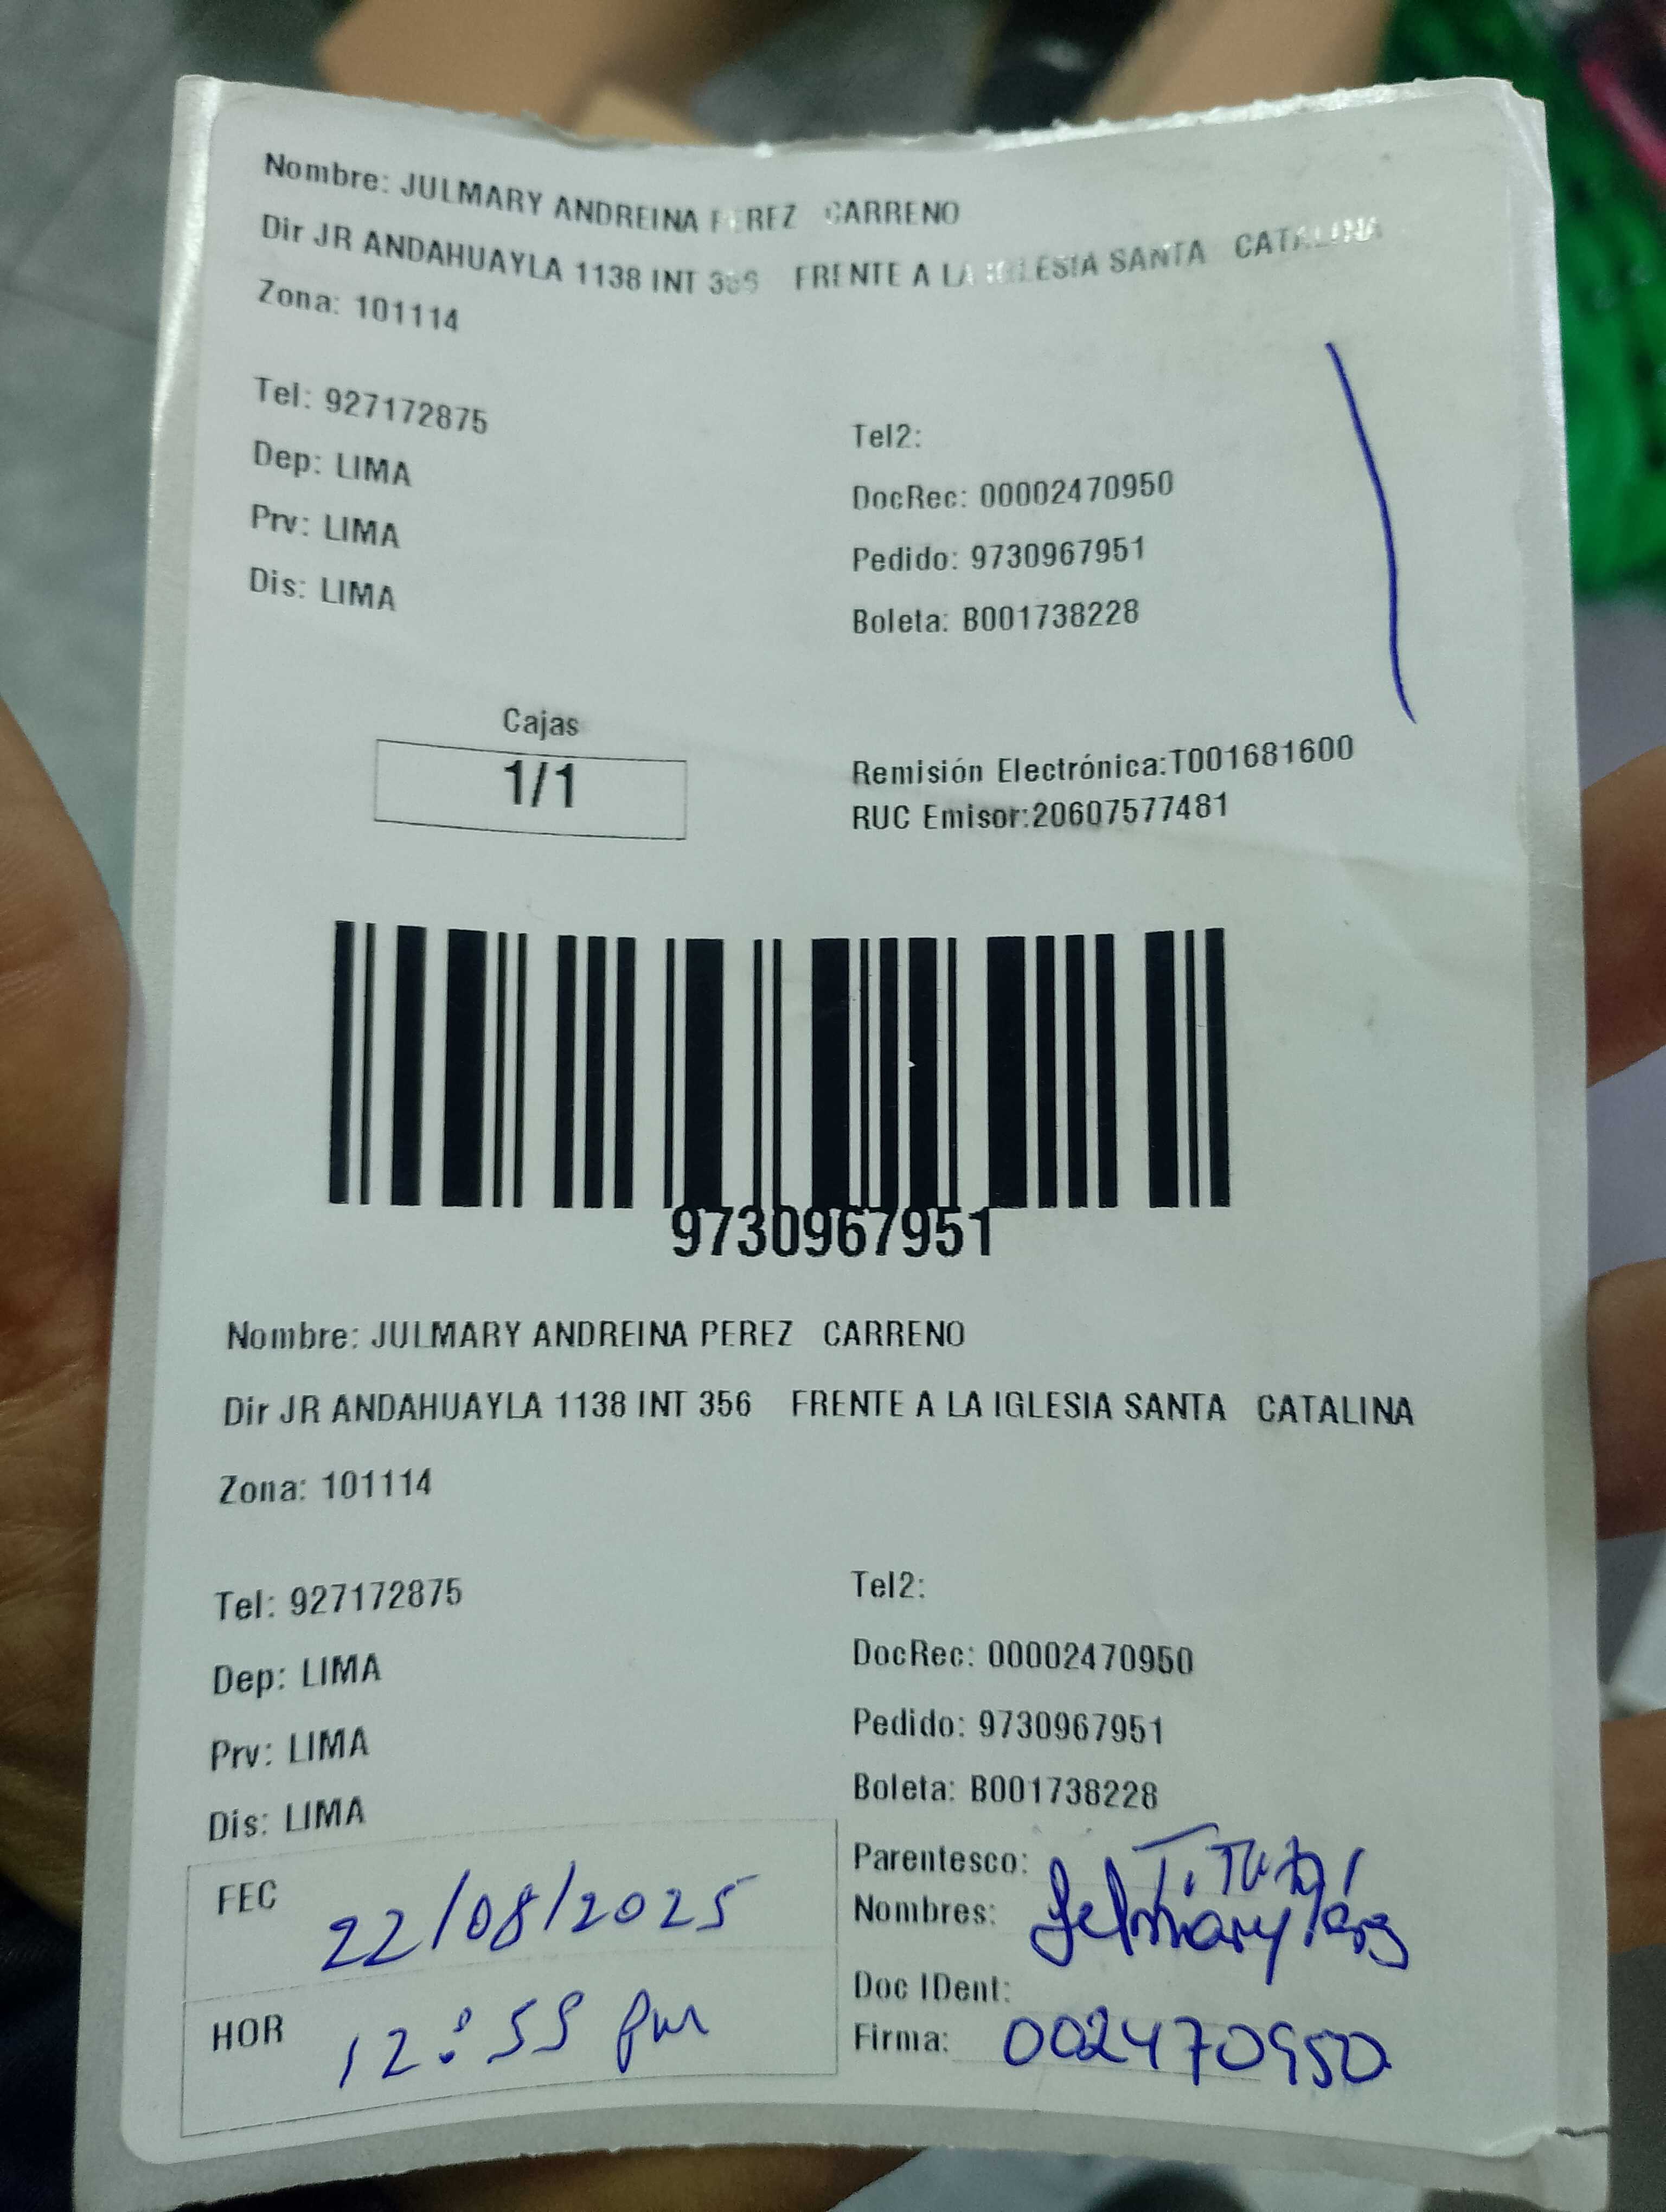 Nombre: JULMARY ANDREINA PEREZ CARRENO
Dir JR ANDAHUAYLA 1138 INT 356 FRENTE A LA IGLESIA SANTA CATALINA
Zona: 101114
Tel: 927172875
Tel2:
Dep: LIMA
DocRec: 00002470950
Prv: LIMA
Pedido: 9730967951
Dis: LIMA
Boleta: B001738228
Cajas
1/1
Remisión Electrónica:T001681600
RUC Emisor:20607577481
9730967951
Nombre: JULMARY ANDREINA PEREZ CARRENO
Dir JR ANDAHUAYLA 1138 INT 356 FRENTE A LA IGLESIA SANTA CATALINA
Zona: 101114
Tel: 927172875
Tel2:
Dep: LIMA
DocRec: 00002470950
Prv: LIMA
Pedido: 9730967951
Dis: LIMA
Boleta: B001738228
FEC 22/08/2025
Parentesco:
Nombres:
HOR 12:55 pm
Doc IDent:
Firma: 002470950